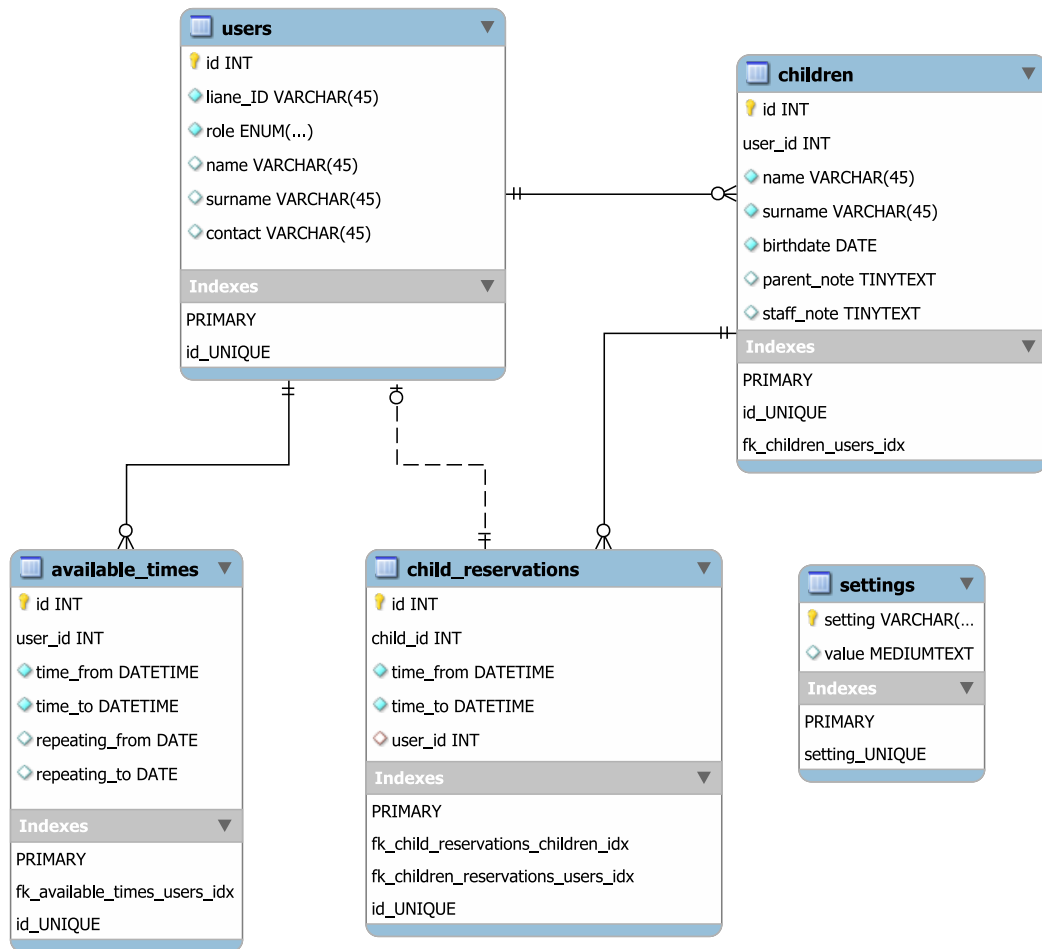 users
id INT
liane_ID VARCHAR(45)
role ENUM(...)
name VARCHAR(45)
surname VARCHAR(45)
contact VARCHAR(45)
Indexes
PRIMARY
id_UNIQUE
children
id INT
user_id INT
name VARCHAR(45)
surname VARCHAR(45)
birthdate DATE
parent_note TINYTEXT
staff_note TINYTEXT
Indexes
PRIMARY
id_UNIQUE
fk_children_users_idx
available_times
id INT
user_id INT
time_from DATETIME
time_to DATETIME
repeating_from DATE
repeating_to DATE
Indexes
PRIMARY
fk_available_times_users_idx
id_UNIQUE
child_reservations
id INT
child_id INT
time_from DATETIME
time_to DATETIME
user_id INT
Indexes
PRIMARY
fk_child_reservations_children_idx
fk_children_reservations_users_idx
id_UNIQUE
settings
setting VARCHAR(...
value MEDIUMTEXT
Indexes
PRIMARY
setting_UNIQUE